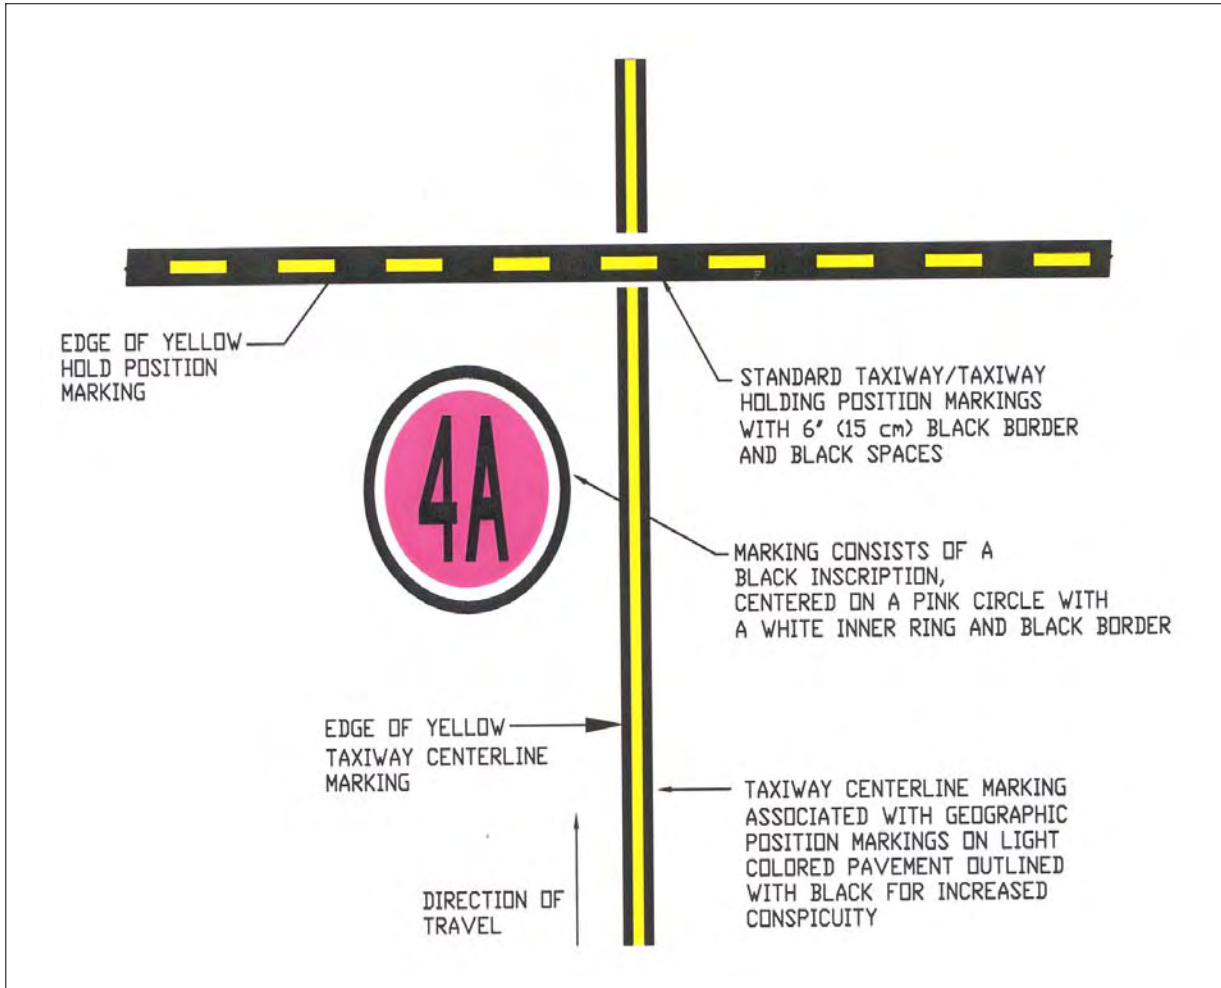 EDGE OF YELLOW
HOLD POSITION
MARKING
STANDARD TAXIWAY/TAXIWAY
HOLDING POSITION MARKINGS
WITH 6" (15 cm) BLACK BORDER
AND BLACK SPACES
4A
MARKING CONSISTS OF A
BLACK INSCRIPTION,
CENTERED ON A PINK CIRCLE WITH
A WHITE INNER RING AND BLACK BORDER
EDGE OF YELLOW
TAXIWAY CENTERLINE
MARKING
TAXIWAY CENTERLINE MARKING
ASSOCIATED WITH GEOGRAPHIC
POSITION MARKINGS ON LIGHT
COLORED PAVEMENT OUTLINED
WITH BLACK FOR INCREASED
CONSPICUITY
DIRECTION OF
TRAVEL